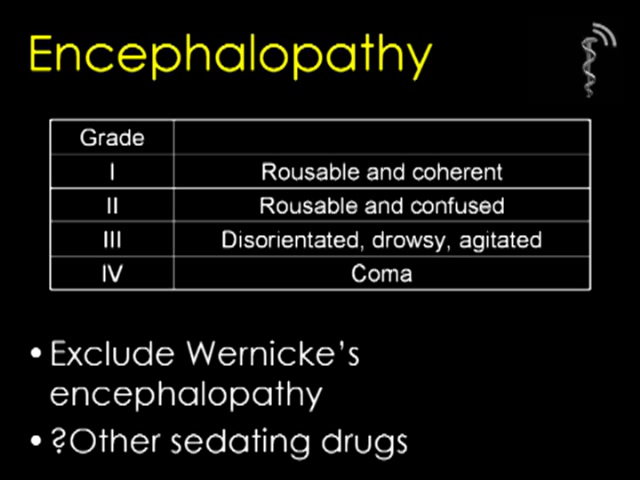 Encephalopathy
Grade
I Rousable and coherent
II Rousable and confused
III Disorientated, drowsy, agitated
IV Coma
•Exclude Wernicke's
encephalopathy
•?Other sedating drugs